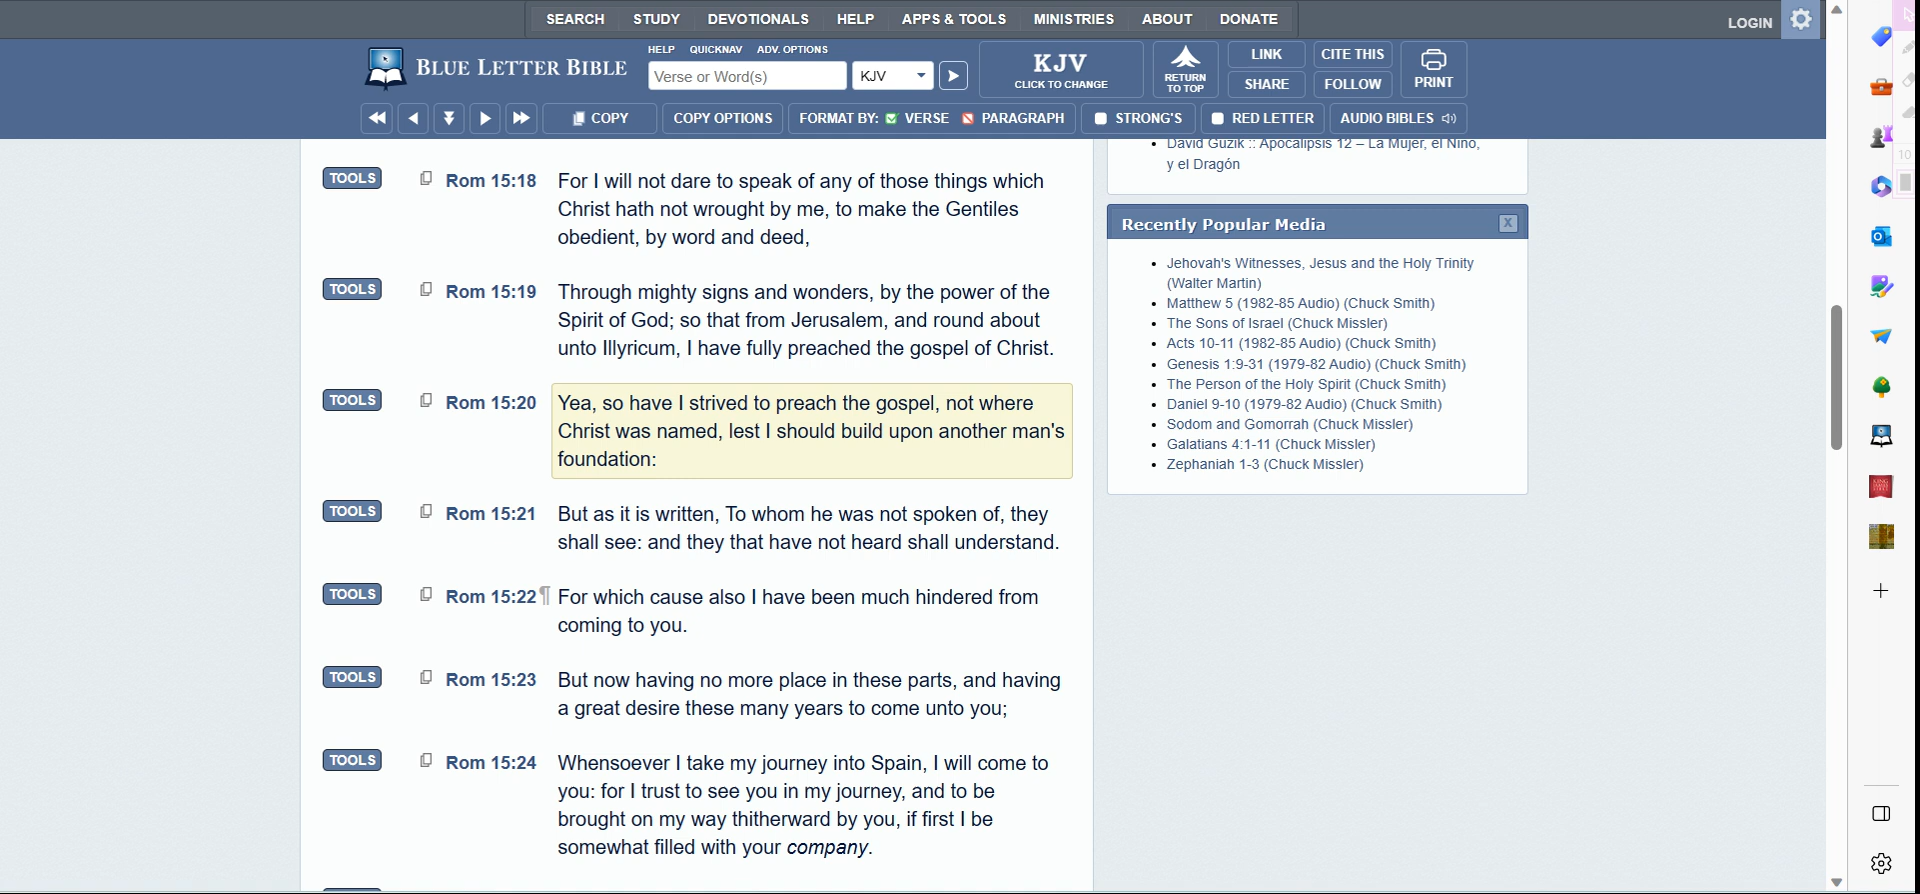 SEARCH STUDY DEVOTIONALS HELP APPS & TOOLS MINISTRIES ABOUT DONATE
LOGIN
BLUE LETTER BIBLE
HELP QUICKNAV ADV. OPTIONS
Verse or Word(s)
KJV
KJV
CLICK TO CHANGE
RETURN
TO TOP
LINK
CITE THIS
SHARE
FOLLOW
PRINT
COPY
COPY OPTIONS
FORMAT BY: VERSE PARAGRAPH
STRONG'S
RED LETTER
AUDIO BIBLES
TOOLS
Rom 15:18
For I will not dare to speak of any of those things which
Christ hath not wrought by me, to make the Gentiles
obedient, by word and deed,
TOOLS
Rom 15:19
Through mighty signs and wonders, by the power of the
Spirit of God; so that from Jerusalem, and round about
unto Illyricum, I have fully preached the gospel of Christ.
TOOLS
Rom 15:20
Yea, so have I strived to preach the gospel, not where
Christ was named, lest I should build upon another man's
foundation:
TOOLS
Rom 15:21
But as it is written, To whom he was not spoken of, they
shall see: and they that have not heard shall understand.
TOOLS
Rom 15:22
¶ For which cause also I have been much hindered from
coming to you.
TOOLS
Rom 15:23
But now having no more place in these parts, and having
a great desire these many years to come unto you;
TOOLS
Rom 15:24
Whensoever I take my journey into Spain, I will come to
you: for I trust to see you in my journey, and to be
brought on my way thitherward by you, if first I be
somewhat filled with your company.
David Guzik :: Apocalipsis 12 – La Mujer, el Niño,
y el Dragón
Recently Popular Media
X
Jehovah's Witnesses, Jesus and the Holy Trinity
(Walter Martin)
Matthew 5 (1982-85 Audio) (Chuck Smith)
The Sons of Israel (Chuck Missler)
Acts 10-11 (1982-85 Audio) (Chuck Smith)
Genesis 1:9-31 (1979-82 Audio) (Chuck Smith)
The Person of the Holy Spirit (Chuck Smith)
Daniel 9-10 (1979-82 Audio) (Chuck Smith)
Sodom and Gomorrah (Chuck Missler)
Galatians 4:1-11 (Chuck Missler)
Zephaniah 1-3 (Chuck Missler)
10